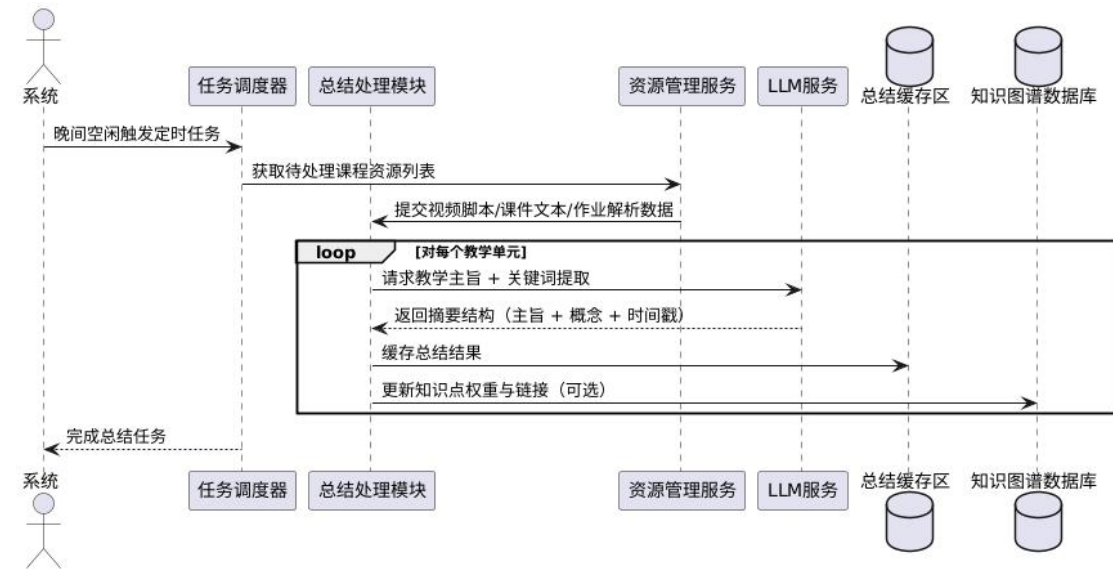 系统
任务调度器
总结处理模块
资源管理服务
LLM服务
总结缓存区
知识图谱数据库
晚间空闲触发定时任务
获取待处理课程资源列表
提交视频脚本/课件文本/作业解析数据
loop [对每个教学单元]
请求教学主旨 + 关键词提取
返回摘要结构（主旨 + 概念 + 时间戳）
缓存总结结果
更新知识点权重与链接（可选）
完成总结任务
系统
任务调度器
总结处理模块
资源管理服务
LLM服务
总结缓存区
知识图谱数据库